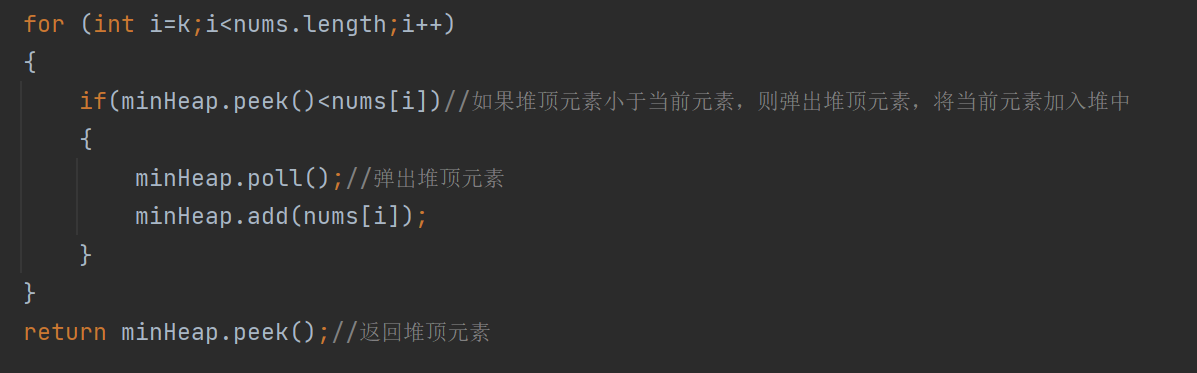 for (int i=k;i<nums.length;i++)
{
if(minHeap.peek()<nums[i])//如果堆顶元素小于当前元素，则弹出堆顶元素，将当前元素加入堆中
{
minHeap.poll();//弹出堆顶元素
minHeap.add(nums[i]);
}
}
return minHeap.peek();//返回堆顶元素